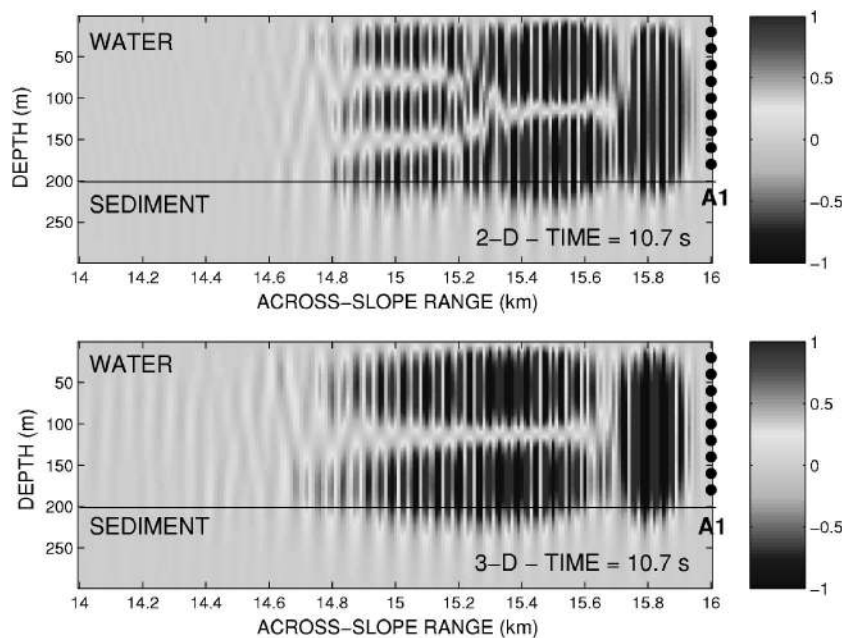 WATER
SEDIMENT
A1
2-D - TIME = 10.7 s
DEPTH (m)
50
100
150
200
250
14 14.2 14.4 14.6 14.8 15 15.2 15.4 15.6 15.8 16
ACROSS-SLOPE RANGE (km)
1
0.5
0
-0.5
-1
WATER
SEDIMENT
A1
3-D - TIME = 10.7 s
DEPTH (m)
50
100
150
200
250
14 14.2 14.4 14.6 14.8 15 15.2 15.4 15.6 15.8 16
ACROSS-SLOPE RANGE (km)
1
0.5
0
-0.5
-1